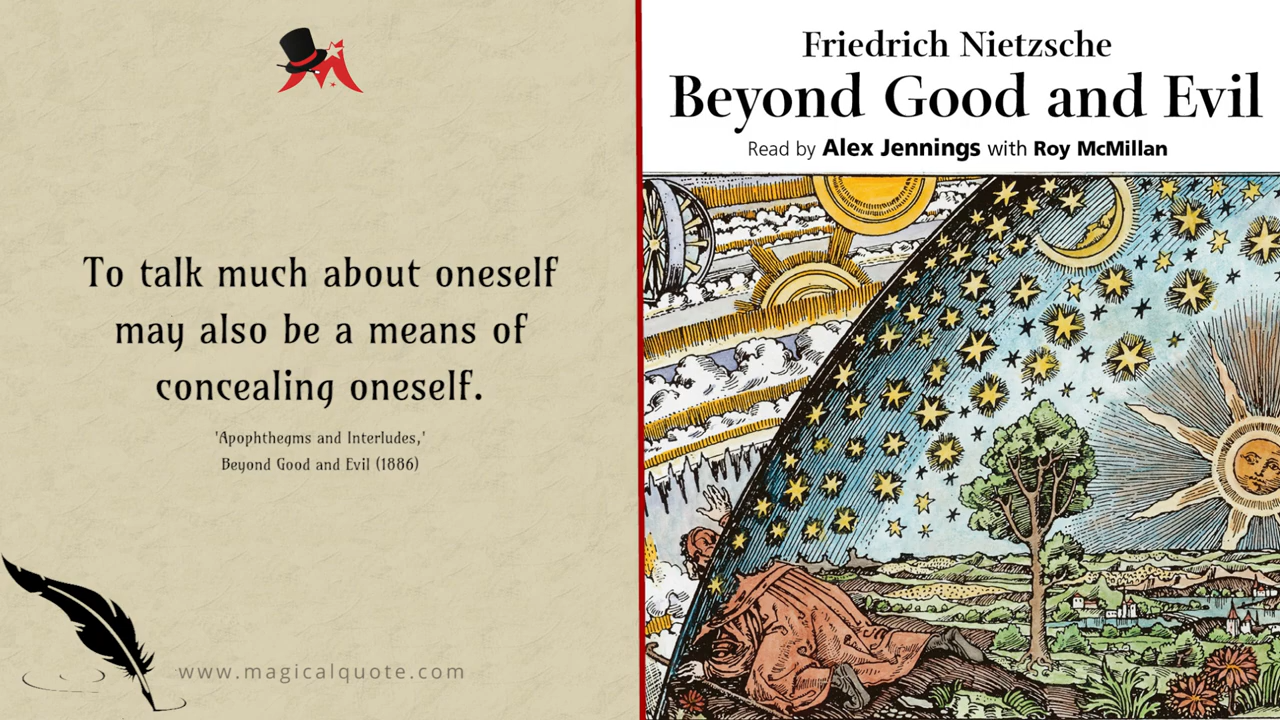 To talk much about oneself
may also be a means of
concealing oneself.
'Apophthegms and Interludes,'
Beyond Good and Evil (1886)
www.magicalquote.com
Friedrich Nietzsche
Beyond Good and Evil
Read by Alex Jennings with Roy McMillan